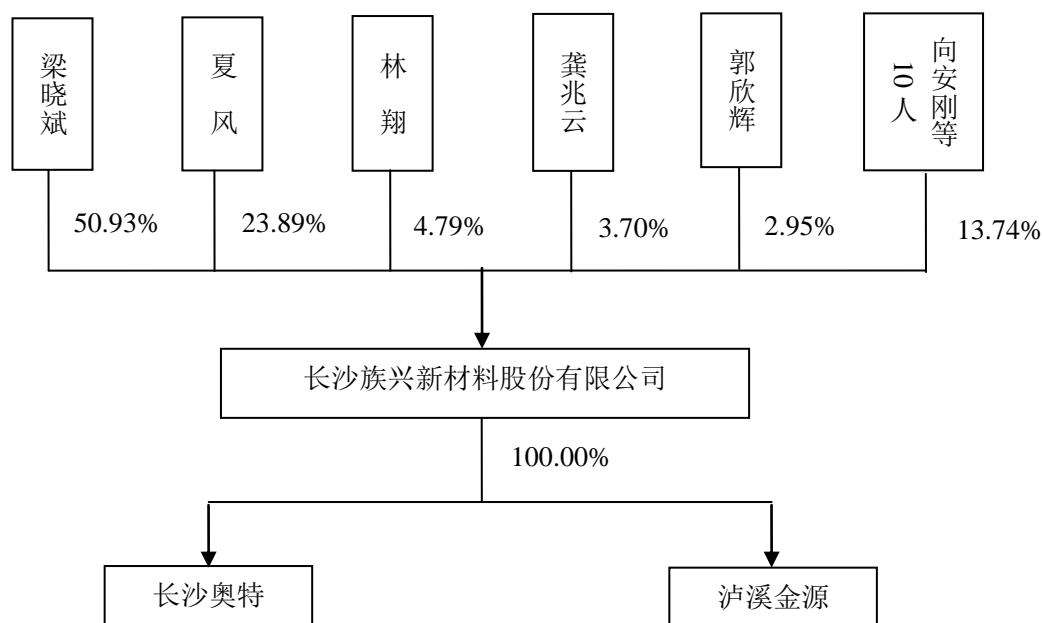 梁晓斌
夏风
林翔
龚兆云
郭欣辉
向安刚等
10人
50.93%
23.89%
4.79%
3.70%
2.95%
13.74%
长沙族兴新材料股份有限公司
100.00%
长沙奥特
泸溪金源